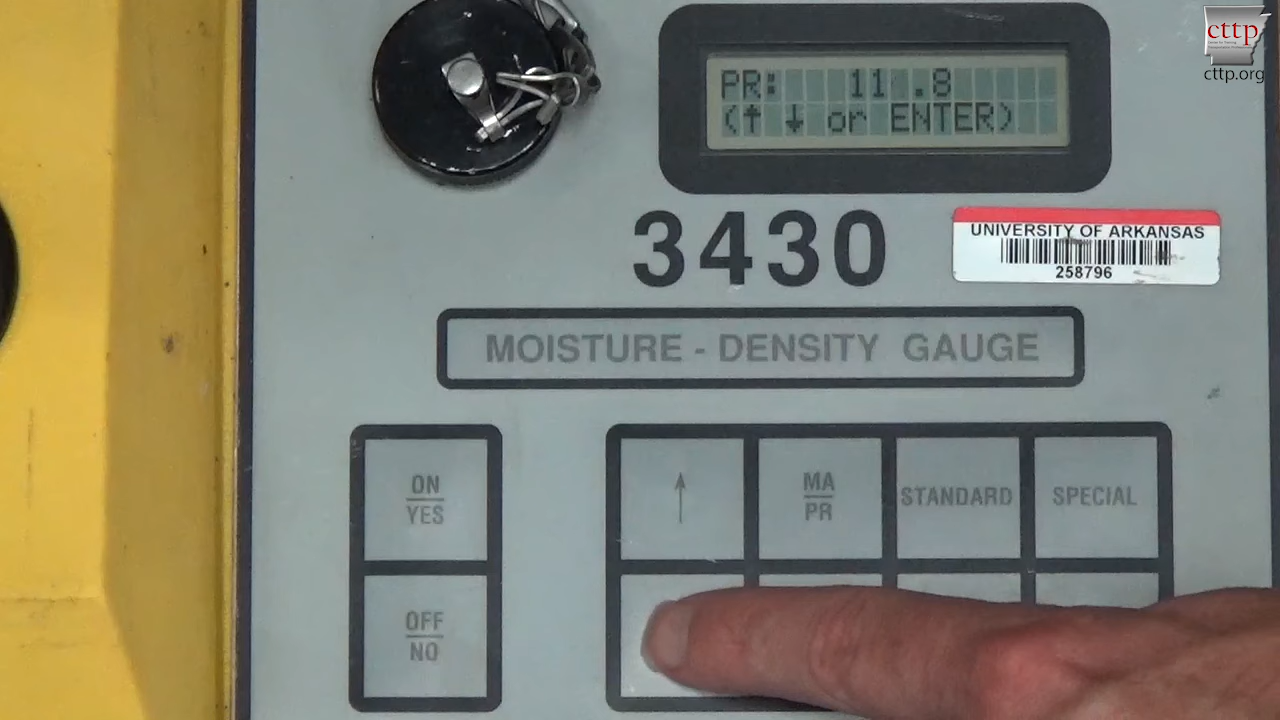 cttp
cttp.org
PR: 11.8
(↑ ↓ or ENTER)
3430
UNIVERSITY OF ARKANSAS
258796
MOISTURE - DENSITY GAUGE
ON
YES
↑
MA
PR
STANDARD
SPECIAL
OFF
NO